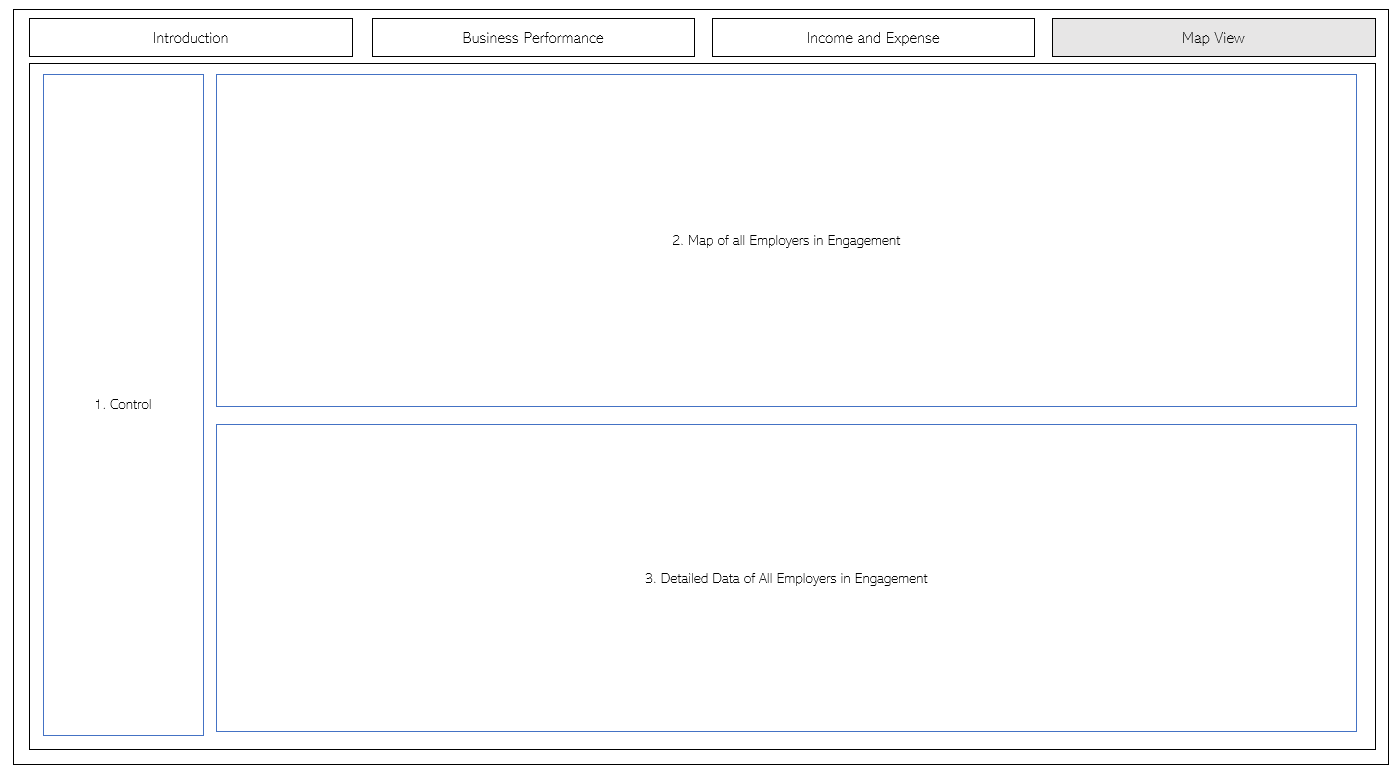 Introduction
Business Performance
Income and Expense
Map View
1. Control
2. Map of all Employers in Engagement
3. Detailed Data of All Employers in Engagement